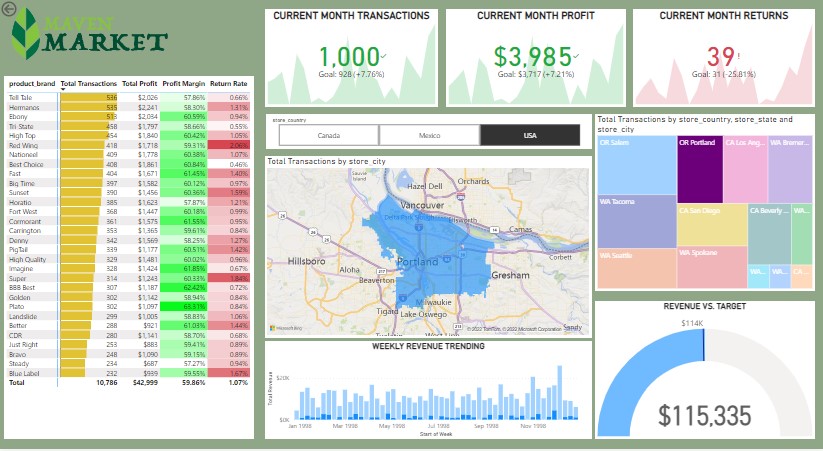 MAVEN
MARKET
CURRENT MONTH TRANSACTIONS
1,000
Goal: 928 (+7.76%)
CURRENT MONTH PROFIT
$3,985
Goal: $3,717 (+7.21%)
CURRENT MONTH RETURNS
39!
Goal: 31 (-25.81%)
product_brand Total Transactions Total Profit Profit Margin Return Rate
Tell Tale 536 $2,026 57.86% 0.66%
Hermanos 535 $2,241 58.30% 1.31%
Ebony 513 $2,034 60.59% 0.94%
Tri-State 458 $1,797 58.66% 0.55%
High Top 454 $1,840 60.42% 1.05%
Red Wing 418 $1,718 59.48% 2.06%
Nationeel 409 $1,778 60.38% 1.07%
Best Choice 408 $1,861 60.84% 0.46%
Fast 404 $1,671 61.45% 1.40%
Big Time 397 $1,582 60.12% 0.97%
Sunset 390 $1,456 60.36% 1.59%
Horatio 385 $1,623 57.87% 1.21%
Fort West 368 $1,447 60.18% 0.99%
Cormorant 361 $1,575 61.55% 0.95%
Carrington 353 $1,365 59.61% 0.84%
Denny 342 $1,569 58.25% 1.27%
PigTail 339 $1,177 60.51% 1.42%
High Quality 329 $1,481 60.02% 0.96%
Imagine 328 $1,424 61.85% 0.67%
Super 314 $1,243 60.33% 1.84%
BBB Best 307 $1,187 62.42% 0.72%
Golden 302 $1,142 58.94% 0.84%
Plato 302 $1,097 63.31% 0.84%
Landslide 299 $1,005 58.83% 1.06%
Better 288 $921 61.03% 1.44%
CDR 280 $1,141 58.70% 0.68%
Just Right 253 $883 59.41% 0.89%
Bravo 248 $1,090 59.15% 0.89%
Steady 234 $687 57.27% 0.94%
Blue Label 232 $939 59.55% 1.67%
Total 10,786 $42,999 59.86% 1.07%
store_country
Canada Mexico USA
Total Transactions by store_city
Sauvie
Island
Hazel Dell
Orchards
Vancouver
Camas
Hillsboro
Aloha
Portland
Beaverton
Gresham
Corbett
Milwaukie
Tigard
Lake Oswego
Sandy
Microsoft Bing
© 2022 TomTom, © 2022 Microsoft Corporation
WEEKLY REVENUE TRENDING
Total Revenue
$20K
$0K
Jan 1998 Mar 1998 May 1998 Jul 1998 Sep 1998 Nov 1998
Start of Week
Total Transactions by store_country, store_state and
store_city
OR Salem
OR Portland
CA Los Ang...
WA Bremer...
WA Tacoma
CA San Diego
CA Beverly ...
WA...
WA Seattle
WA Spokane
WA...
WA...
CA...
REVENUE VS. TARGET
$114K
$115,335